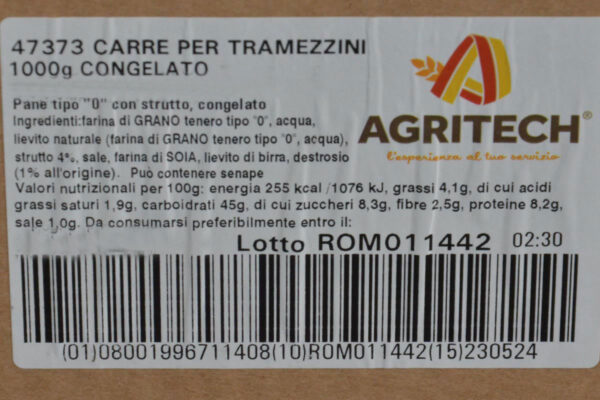 47373 CARRE PER TRAMEZZINI
1000g CONGELATO
AGRITECH®
l'esperienza al tuo servizio
Pane tipo "0" con strutto, congelato
Ingredienti:farina di GRANO tenero tipo "0", acqua,
lievito naturale (farina di GRANO tenero tipo "0", acqua),
strutto 4%, sale, farina di SOIA, lievito di birra, destrosio
(1% all'origine). Può contenere senape
Valori nutrizionali per 100g: energia 255 kcal /1076 kJ, grassi 4,1g, di cui acidi
grassi saturi 1,9g, carboidrati 45g, di cui zuccheri 8,3g, fibre 2,5g, proteine 8,2g,
sale 1,0g. Da consumarsi preferibilmente entro il:
Lotto ROM011442 02:30
(01)08001996711408(10)ROM011442(15)230524